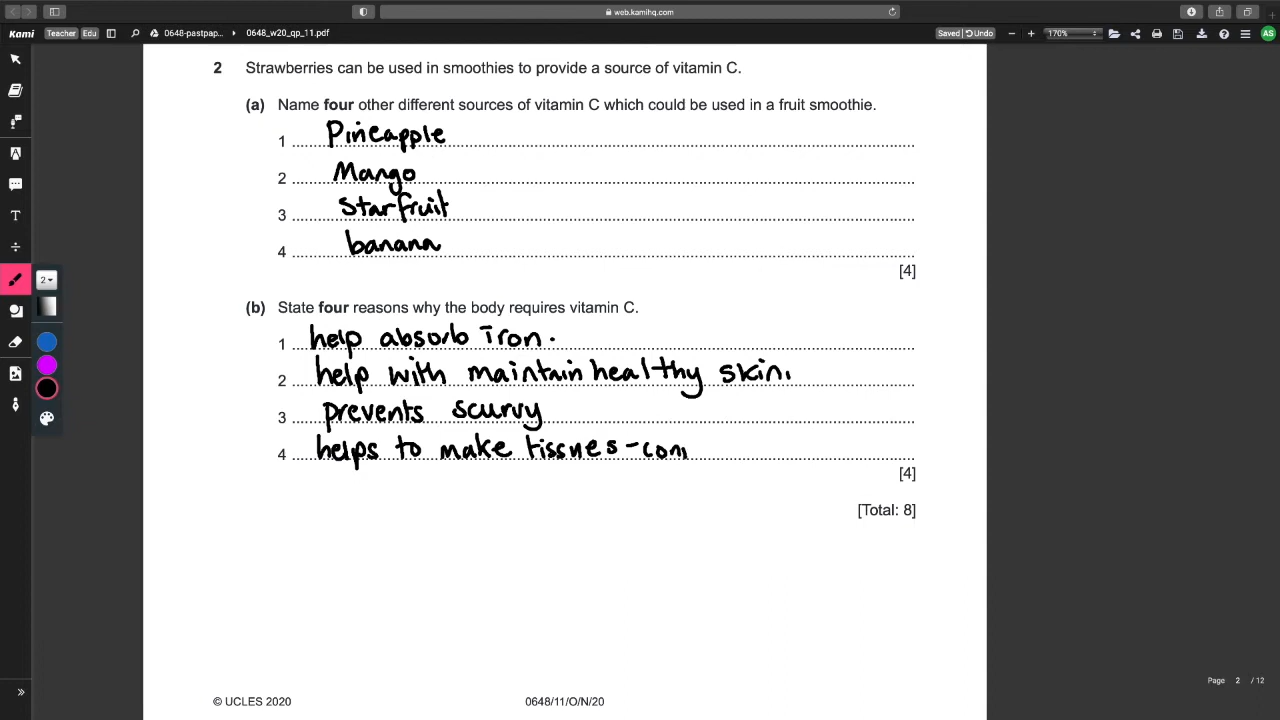 web.kamihq.com
Kami Teacher Edu 0648-pastpap... 0648_w20_qp_11.pdf Saved Undo 170% AS
2 Strawberries can be used in smoothies to provide a source of vitamin C.
(a) Name four other different sources of vitamin C which could be used in a fruit smoothie.
1 Pineapple
2 Mango
3 Starfruit
4 banana
[4]
(b) State four reasons why the body requires vitamin C.
1 help absorb iron.
2 help with maintain healthy skin.
3 prevents scurvy
4 helps to make tissues - con
[4]
[Total: 8]
© UCLES 2020 0648/11/O/N/20
Page 2 / 12
2
T
A